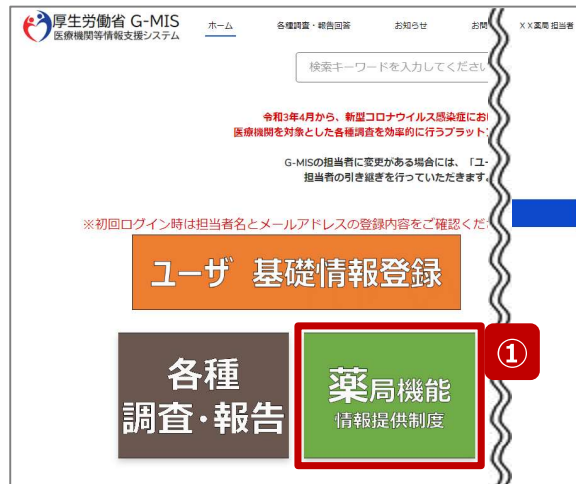 厚生労働省 G-MIS
医療機関等情報支援システム
ホーム
各種調査・報告回答
お知らせ
お問
××薬局 担当者
検索キーワードを入力してください
令和3年4月から、新型コロナウイルス感染症にお
医療機関を対象とした各種調査を効率的に行うプラット
G-MISの担当者に変更がある場合には、「ユー
担当者の引き継ぎを行っていただきます。
※初回ログイン時は担当者名とメールアドレスの登録内容をご確認くだ
ユーザ 基礎情報登録
各種
調査・報告
薬局機能
情報提供制度
①